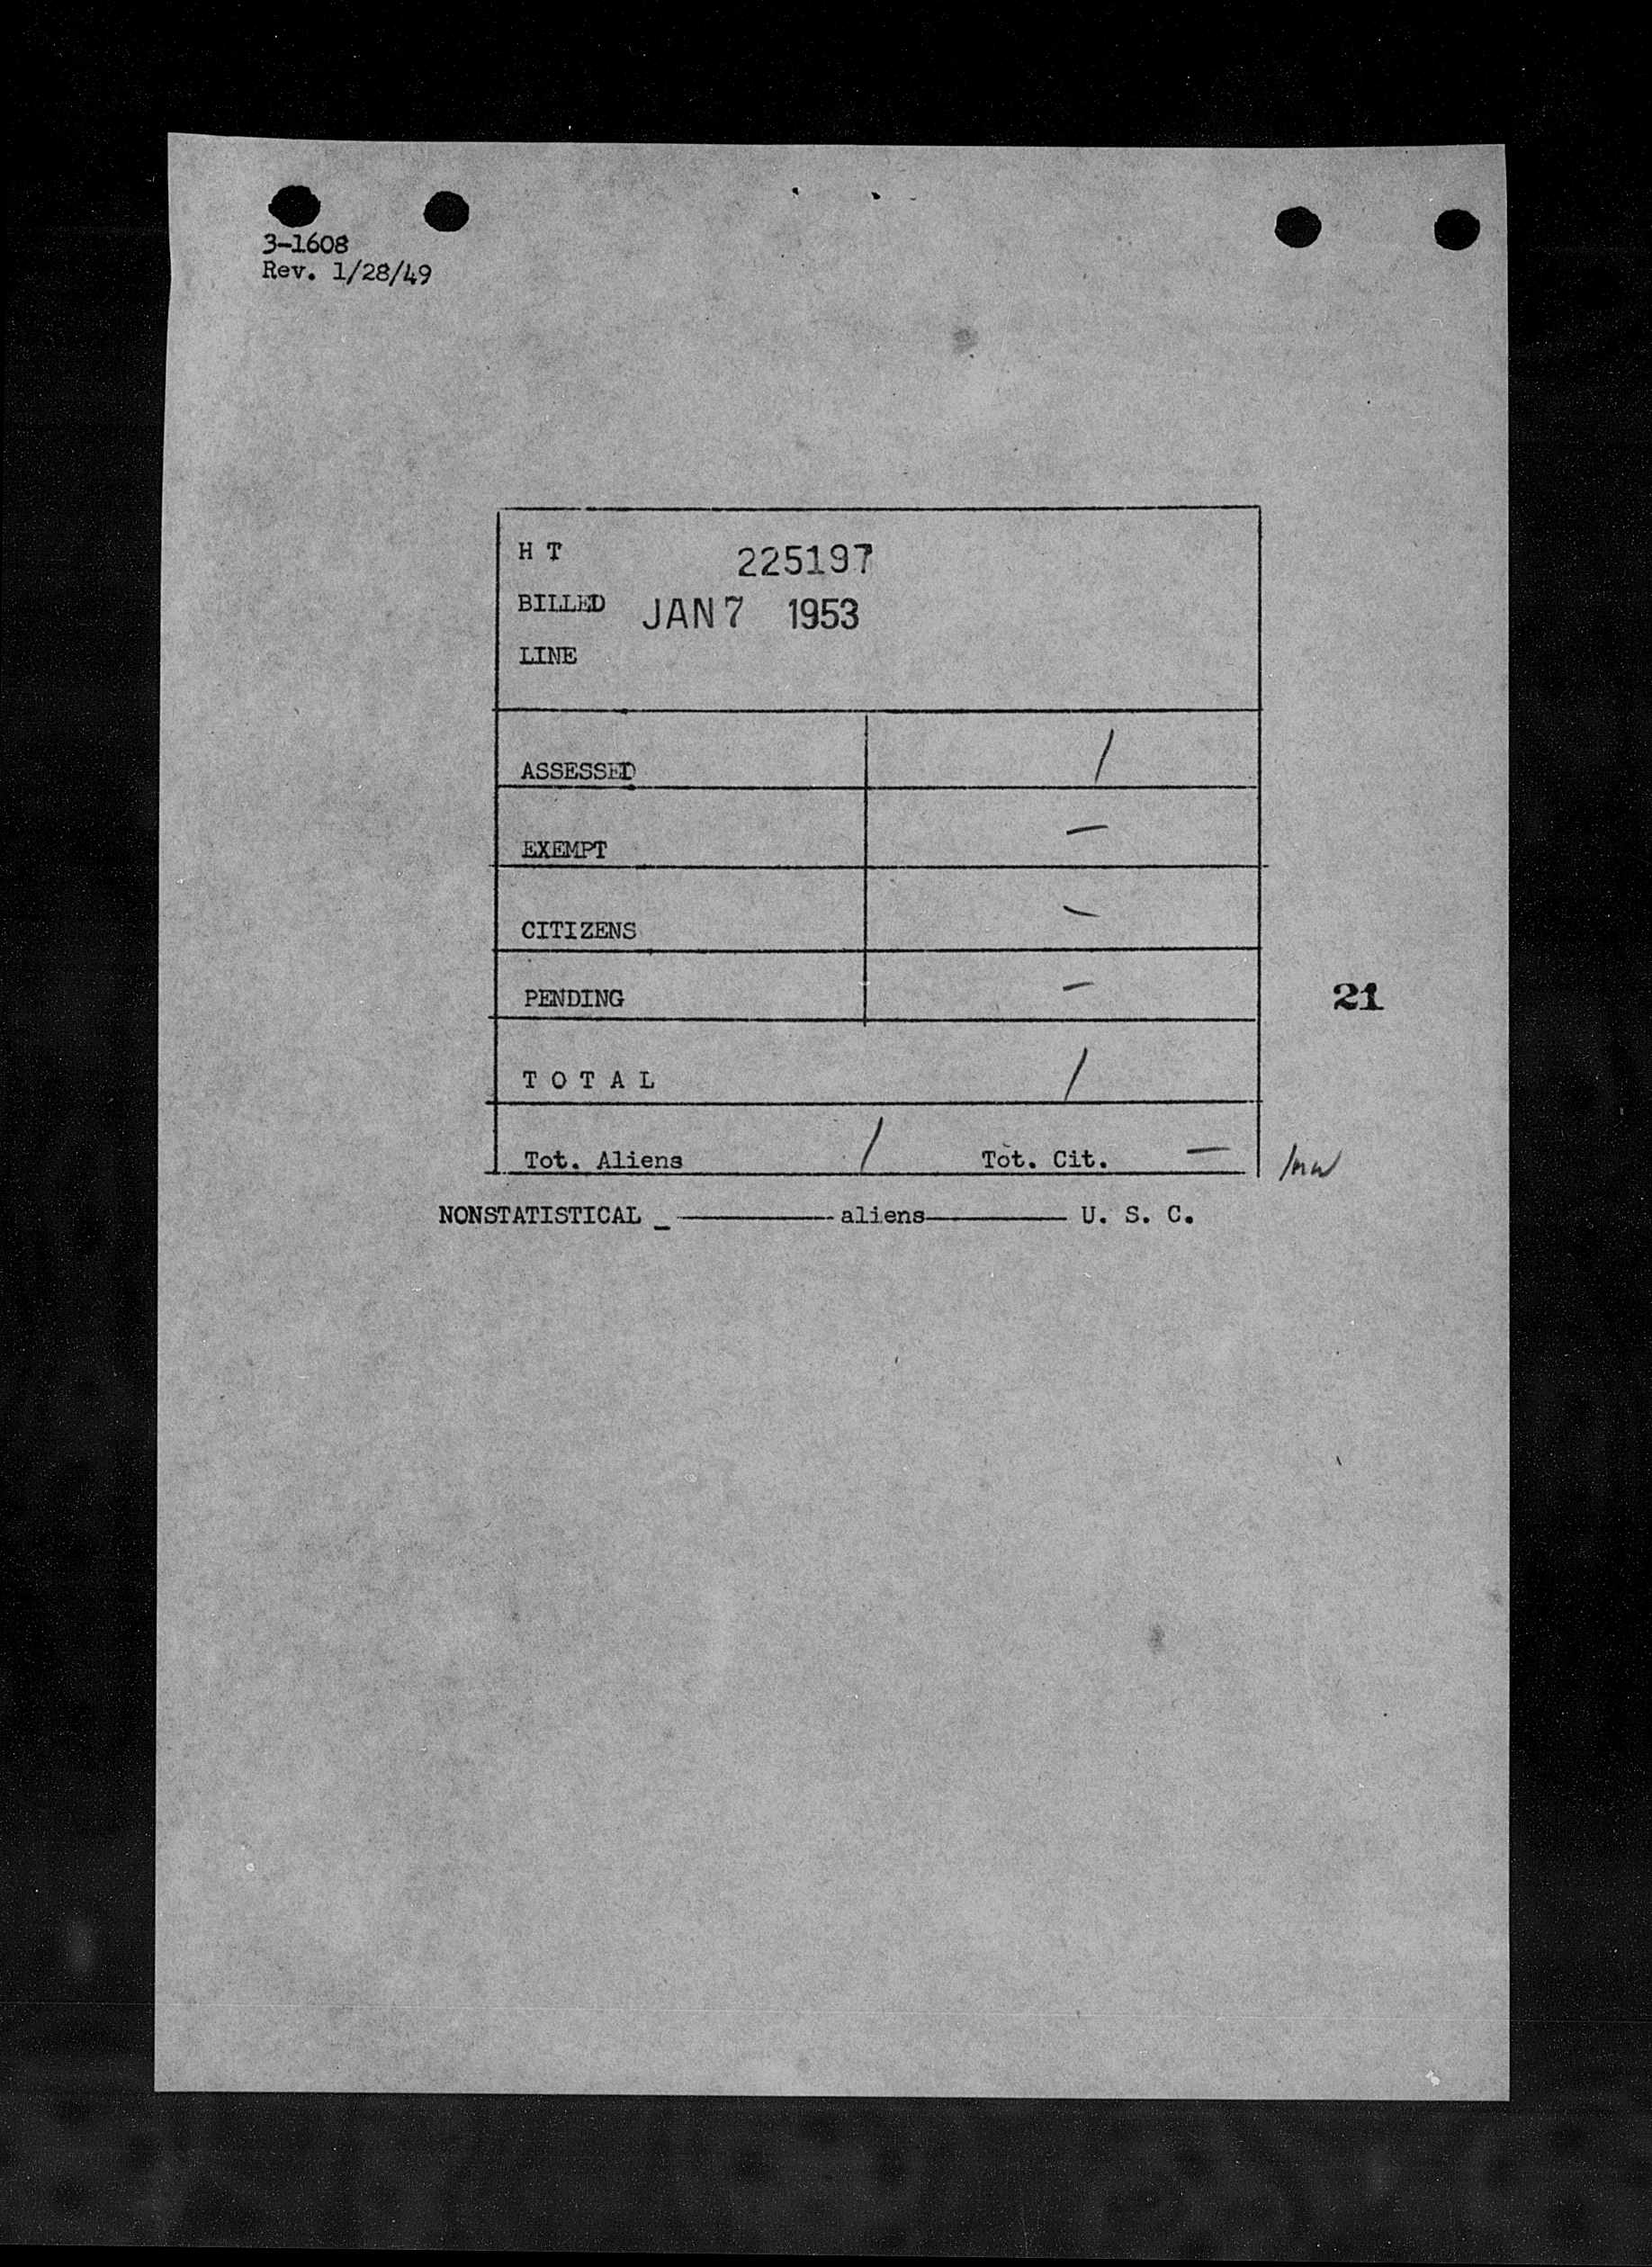 3-1608
Rev. 1/28/49
H T 225197
BILLED JAN 7 1953
LINE
ASSESSED /
EXEMPT —
CITIZENS —
PENDING —
21
T O T A L /
Tot. Aliens / Tot. Cit. —
NONSTATISTICAL _ ———— aliens ———— U. S. C.